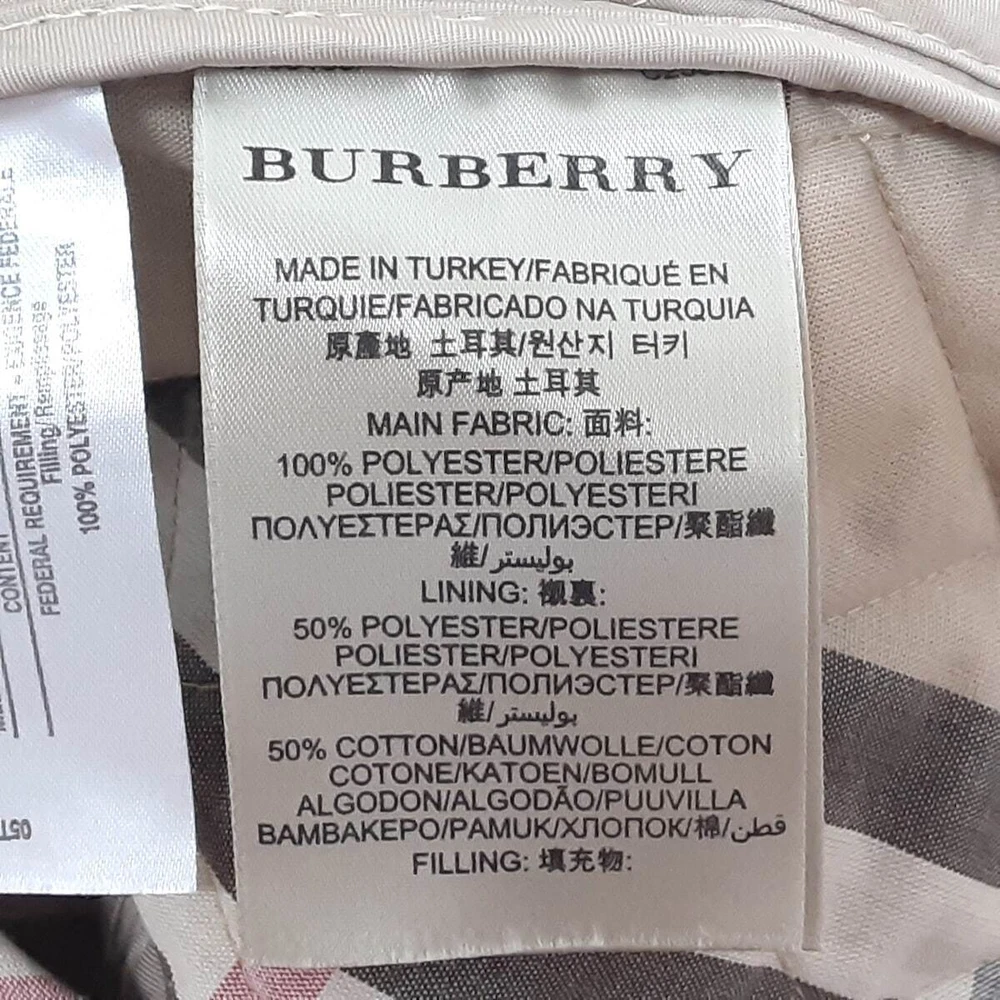 BURBERRY
MADE IN TURKEY/FABRIQUÉ EN
TURQUIE/FABRICADO NA TURQUIA
原產地 土耳其/원산지 터키
原产地 土耳其
MAIN FABRIC: 面料:
100% POLYESTER/POLIESTERE
POLIESTER/POLYESTERI
ΠΟΛΥΕΣΤΕΡΑΣ/ПОЛИЭСТЕР/聚酯纖
維/بوليستر
LINING: 襯裏:
50% POLYESTER/POLIESTERE
POLIESTER/POLYESTERI
ΠΟΛΥΕΣΤΕΡΑΣ/ПОЛИЭСТЕР/聚酯纖
維/بوليستر
50% COTTON/BAUMWOLLE/COTON
COTONE/KATOEN/BOMULL
ALGODON/ALGODÃO/PUUVILLA
ΒΑΜΒΑΚΕΡΟ/PAMUK/ХЛОПОК/棉/قطن
FILLING: 填充物:
CONTENT
FEDERAL REQUIREMENT - EXIGENCE FEDERALE
Filling/Remplissage
100% POLYESTER/POLYESTER